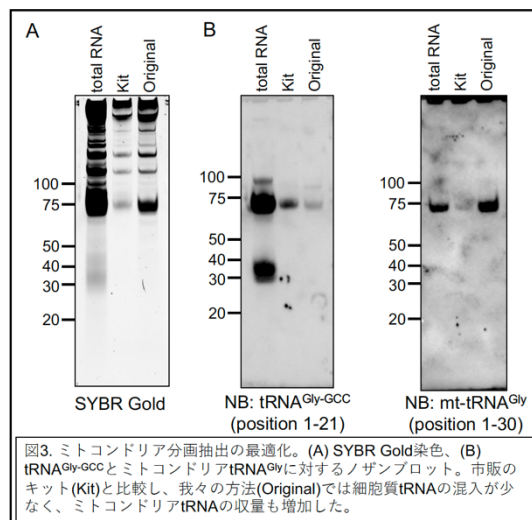 A
total RNA
Kit
Original
100
75
50
40
30
20
SYBR Gold
B
total RNA
Kit
Original
100
75
50
40
30
20
NB: tRNA^Gly-GCC
(position 1-21)
total RNA
Kit
Original
100
75
50
40
30
20
NB: mt-tRNA^Gly
(position 1-30)
図3. ミトコンドリア分画抽出の最適化。(A) SYBR Gold染色、(B)
tRNA^Gly-GCCとミトコンドリアtRNA^Glyに対するノザンブロット。市販の
キット(Kit)と比較し、我々の方法(Original)では細胞質tRNAの混入が少
なく、ミトコンドリアtRNAの収量も増加した。